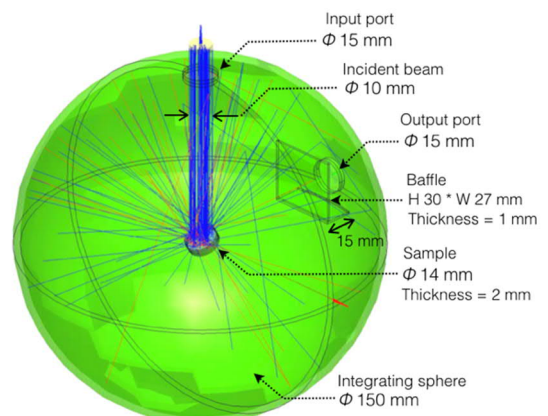 Input port
Φ 15 mm
Incident beam
Φ 10 mm
Output port
Φ 15 mm
Baffle
H 30 * W 27 mm
Thickness = 1 mm
15 mm
Sample
Φ 14 mm
Thickness = 2 mm
Integrating sphere
Φ 150 mm